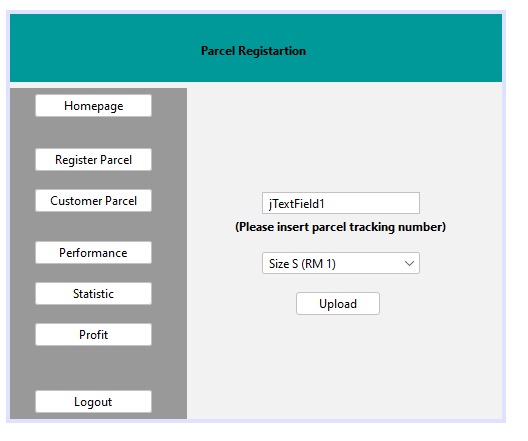 Parcel Registartion
Homepage
Register Parcel
Customer Parcel
Performance
Statistic
Profit
Logout
jTextField1
(Please insert parcel tracking number)
Size S (RM 1)
Upload